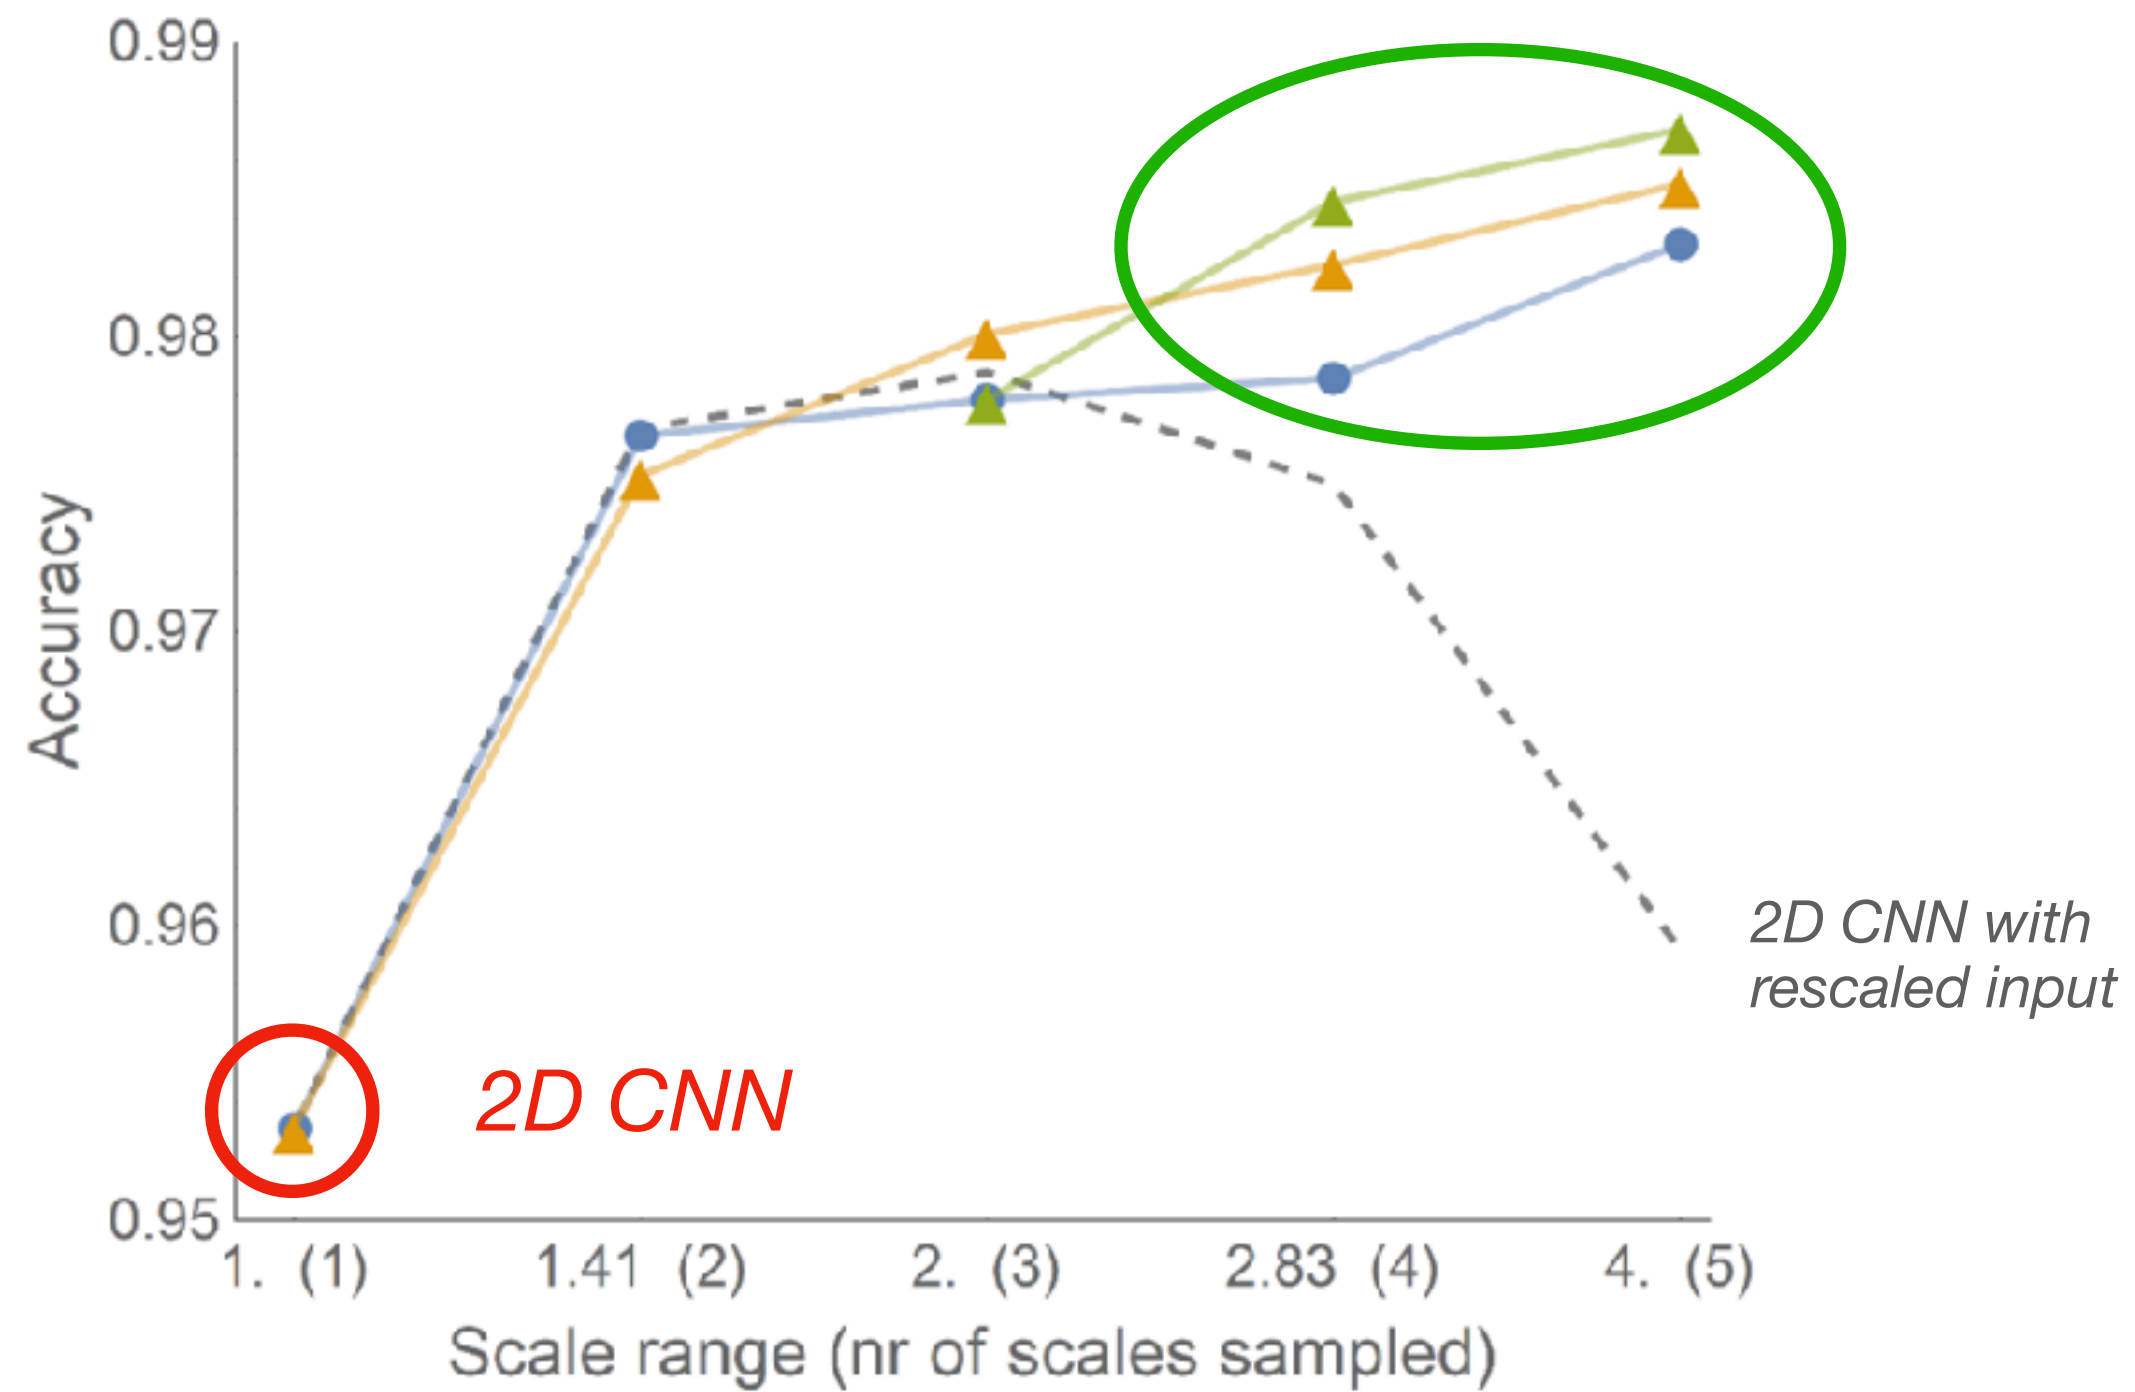 0.99
0.98
0.97
0.96
0.95
Accuracy
2D CNN with
rescaled input
2D CNN
1. (1) 1.41 (2) 2. (3) 2.83 (4) 4. (5)
Scale range (nr of scales sampled)